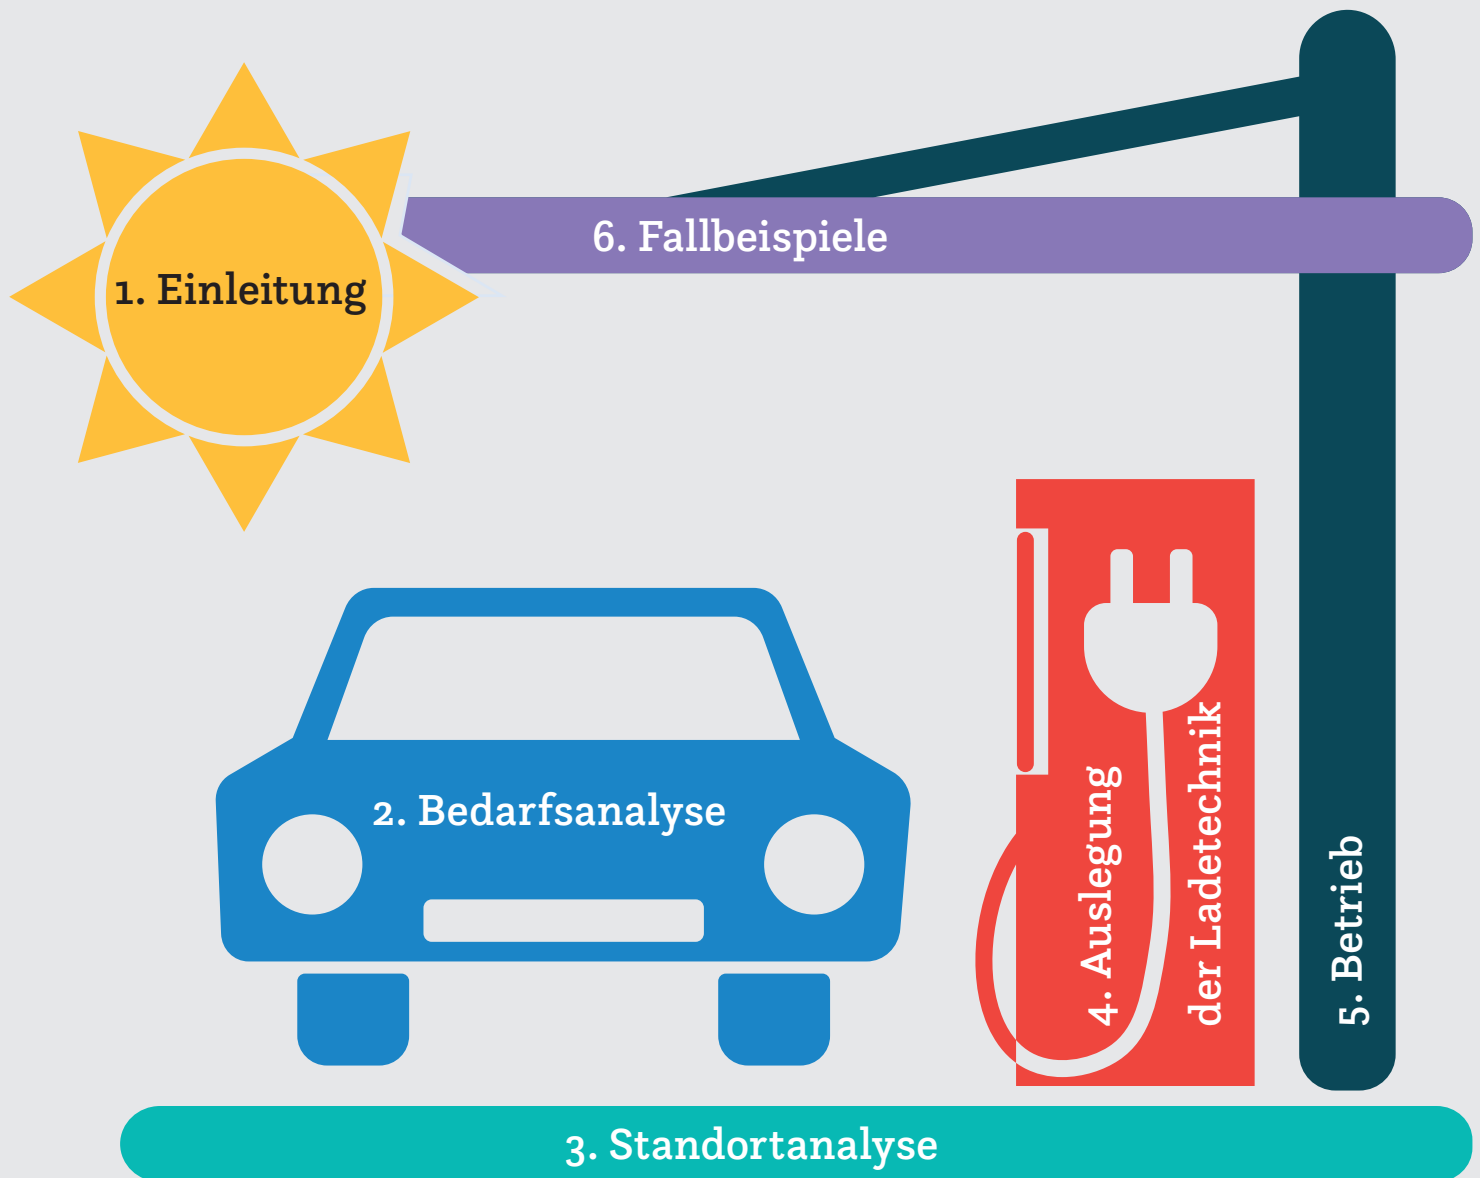 1. Einleitung
6. Fallbeispiele
2. Bedarfsanalyse
4. Auslegung
der Ladetechnik
5. Betrieb
3. Standortanalyse